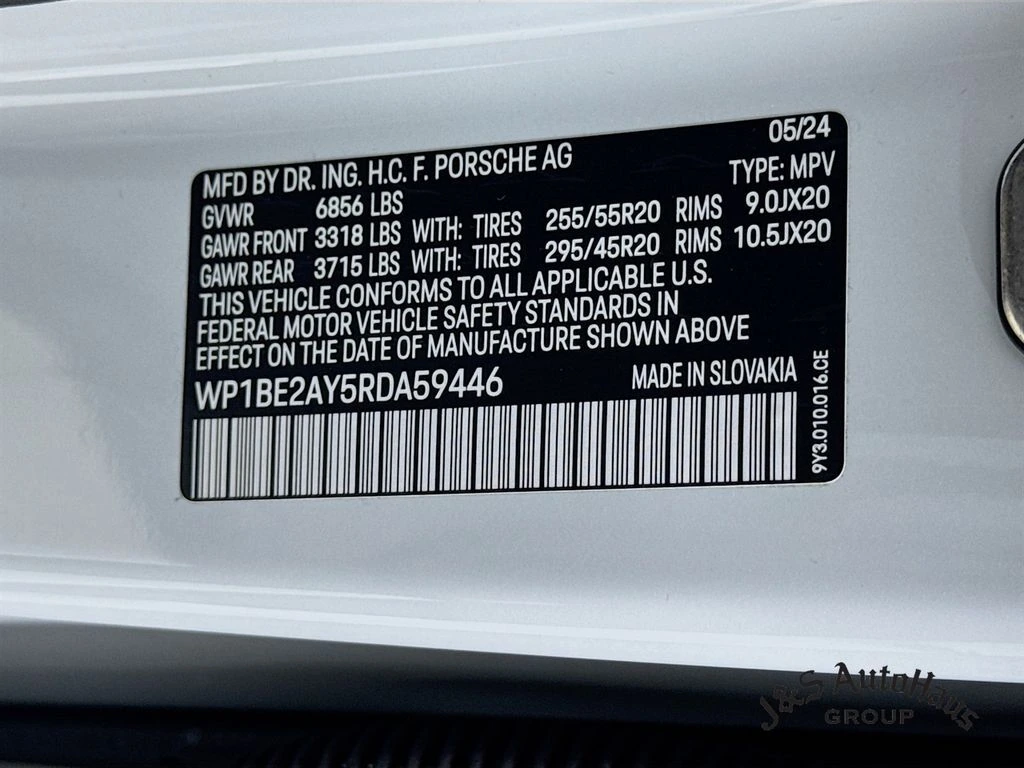 05/24
MFD BY DR. ING. H.C. F. PORSCHE AG TYPE: MPV
GVWR 6856 LBS
GAWR FRONT 3318 LBS WITH: TIRES 255/55R20 RIMS 9.0JX20
GAWR REAR 3715 LBS WITH: TIRES 295/45R20 RIMS 10.5JX20
THIS VEHICLE CONFORMS TO ALL APPLICABLE U.S.
FEDERAL MOTOR VEHICLE SAFETY STANDARDS IN
EFFECT ON THE DATE OF MANUFACTURE SHOWN ABOVE
WP1BE2AY5RDA59446 MADE IN SLOVAKIA
9Y3.010.016.CE
J&S AutoHaus
GROUP